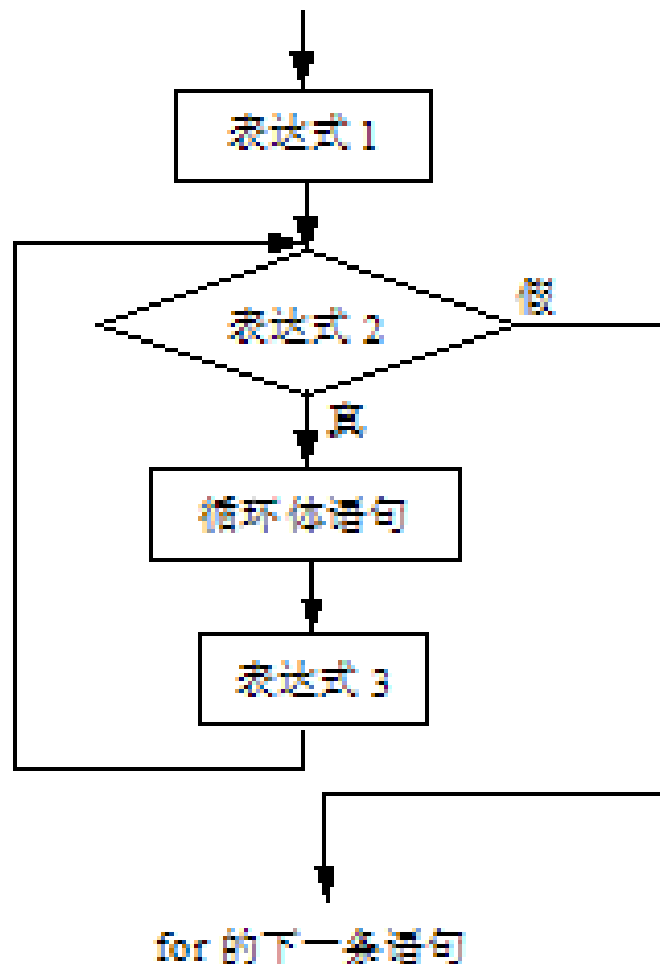 表达式 1
表达式 2
假
真
循环体语句
表达式 3
for 的下一条语句